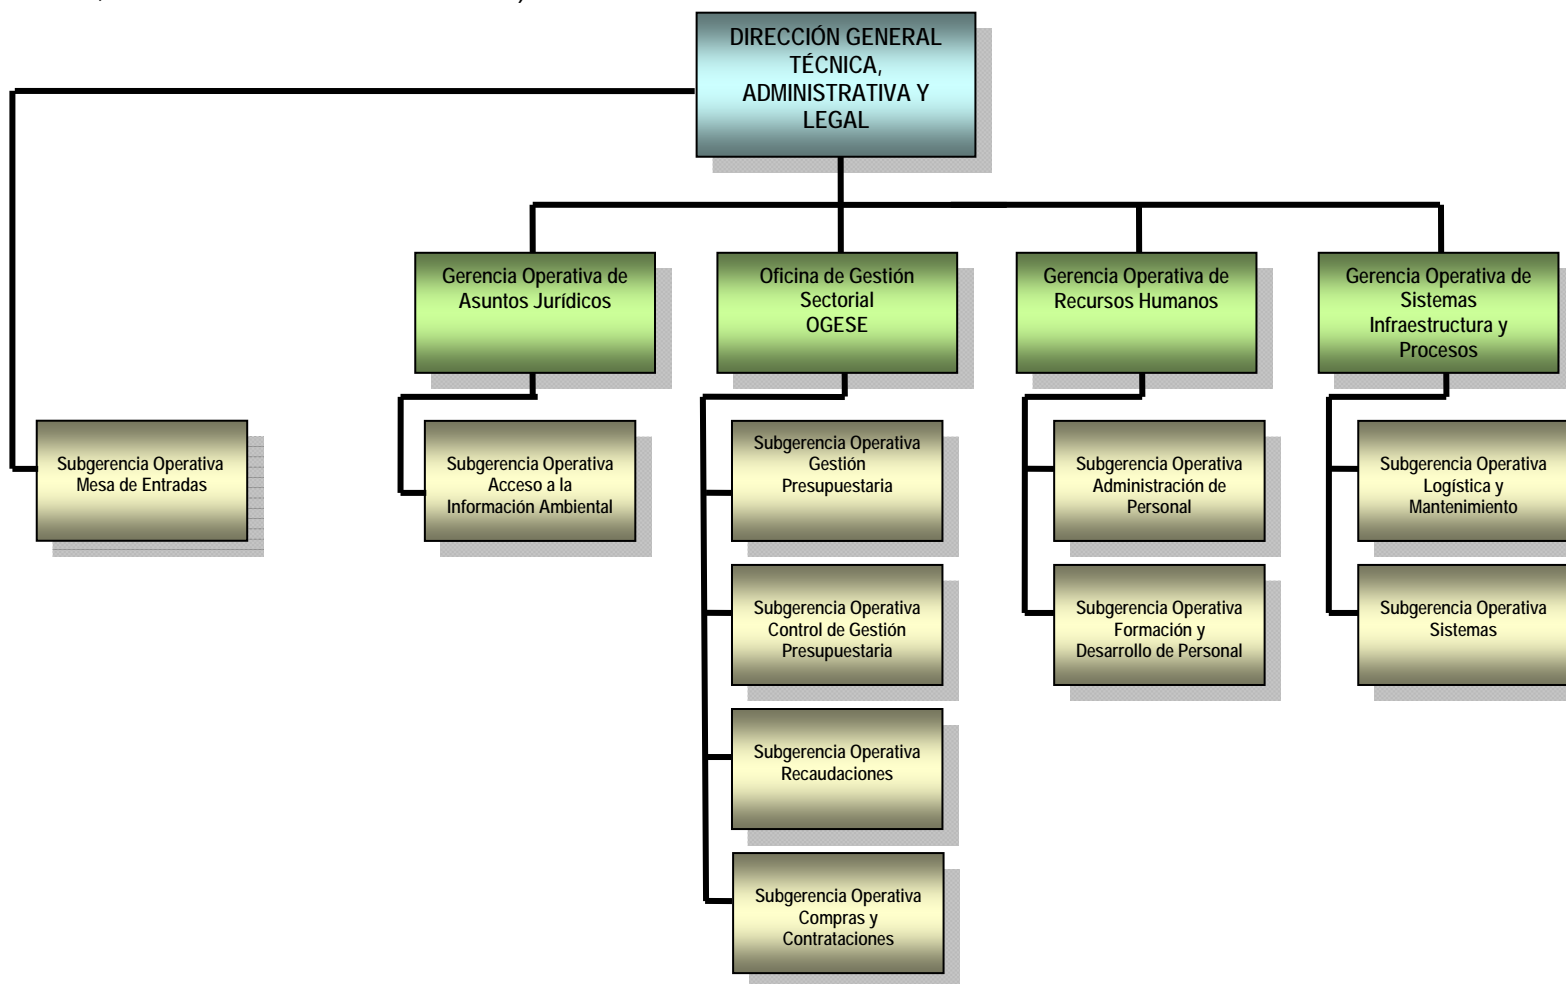 DIRECCIÓN GENERAL
TÉCNICA,
ADMINISTRATIVA Y
LEGAL
Gerencia Operativa de
Asuntos Jurídicos
Oficina de Gestión
Sectorial
OGESE
Gerencia Operativa de
Recursos Humanos
Gerencia Operativa de
Sistemas
Infraestructura y
Procesos
Subgerencia Operativa
Mesa de Entradas
Subgerencia Operativa
Acceso a la
Información Ambiental
Subgerencia Operativa
Gestión
Presupuestaria
Subgerencia Operativa
Administración de
Personal
Subgerencia Operativa
Logística y
Mantenimiento
Subgerencia Operativa
Control de Gestión
Presupuestaria
Subgerencia Operativa
Formación y
Desarrollo de Personal
Subgerencia Operativa
Sistemas
Subgerencia Operativa
Recaudaciones
Subgerencia Operativa
Compras y
Contrataciones